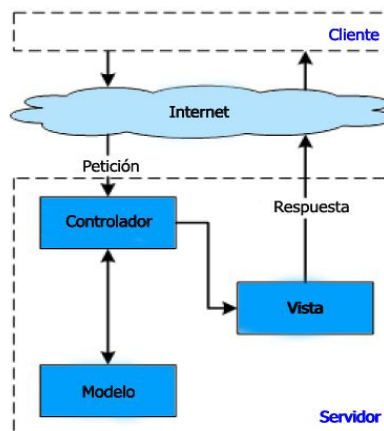 Cliente
Internet
Petición
Respuesta
Controlador
Vista
Modelo
Servidor